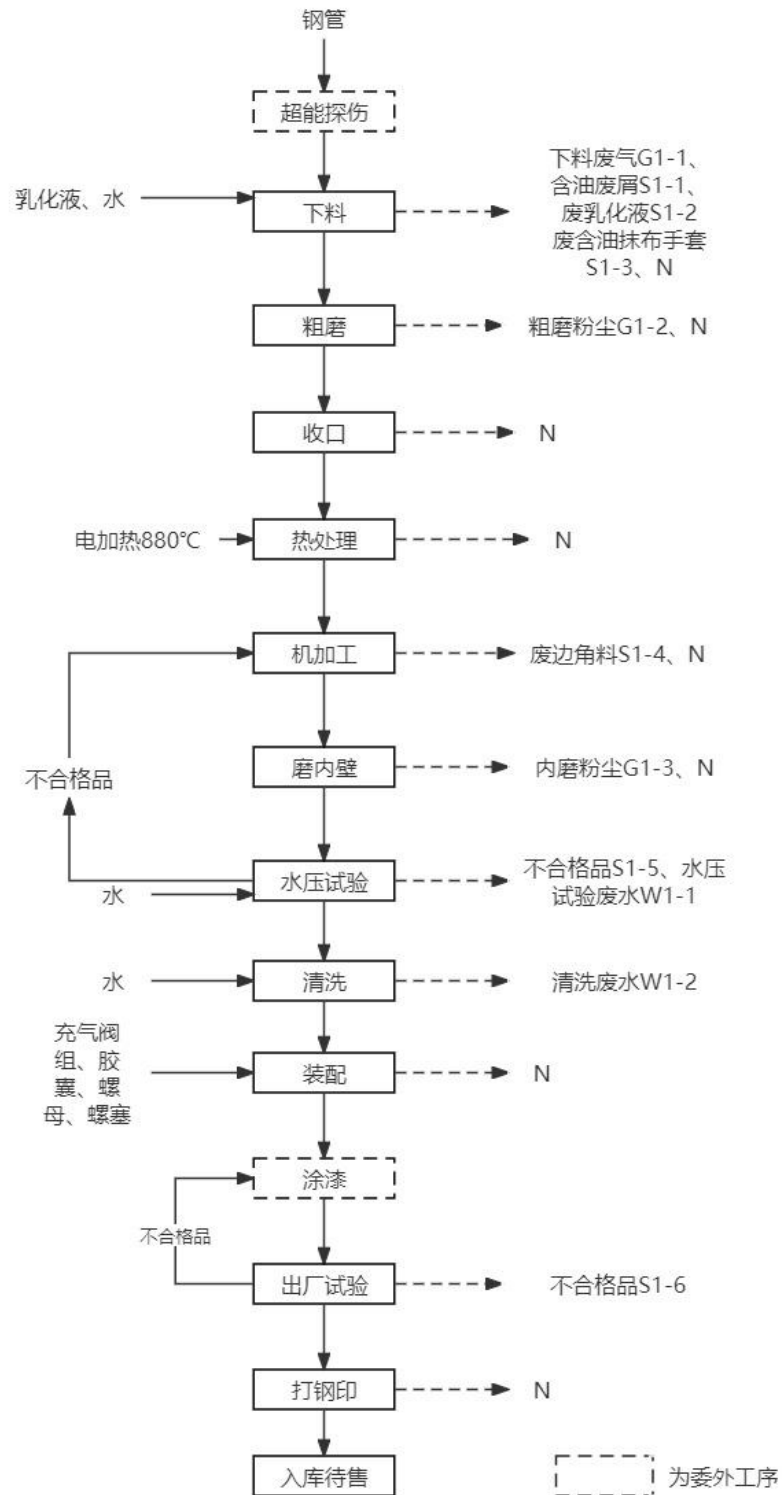 钢管
超能探伤
乳化液、水
下料
下料废气G1-1、
含油废屑S1-1、
废乳化液S1-2
废含油抹布手套
S1-3、N
粗磨
粗磨粉尘G1-2、N
收口
N
电加热880℃
热处理
N
机加工
废边角料S1-4、N
磨内壁
内磨粉尘G1-3、N
不合格品
水压试验
水
不合格品S1-5、水压
试验废水W1-1
水
清洗
清洗废水W1-2
充气阀
组、胶
囊、螺
母、螺塞
装配
N
涂漆
不合格品
出厂试验
不合格品S1-6
打钢印
N
入库待售
为委外工序